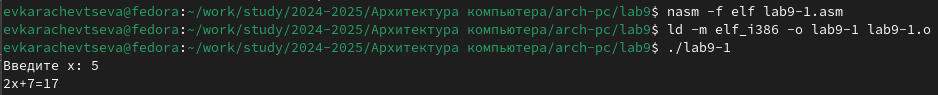 evkarachevtseva@fedora:~/work/study/2024-2025/Архитектура компьютера/arch-pc/lab9$ nasm -f elf lab9-1.asm
evkarachevtseva@fedora:~/work/study/2024-2025/Архитектура компьютера/arch-pc/lab9$ ld -m elf_i386 -o lab9-1 lab9-1.o
evkarachevtseva@fedora:~/work/study/2024-2025/Архитектура компьютера/arch-pc/lab9$ ./lab9-1
Введите x: 5
2x+7=17